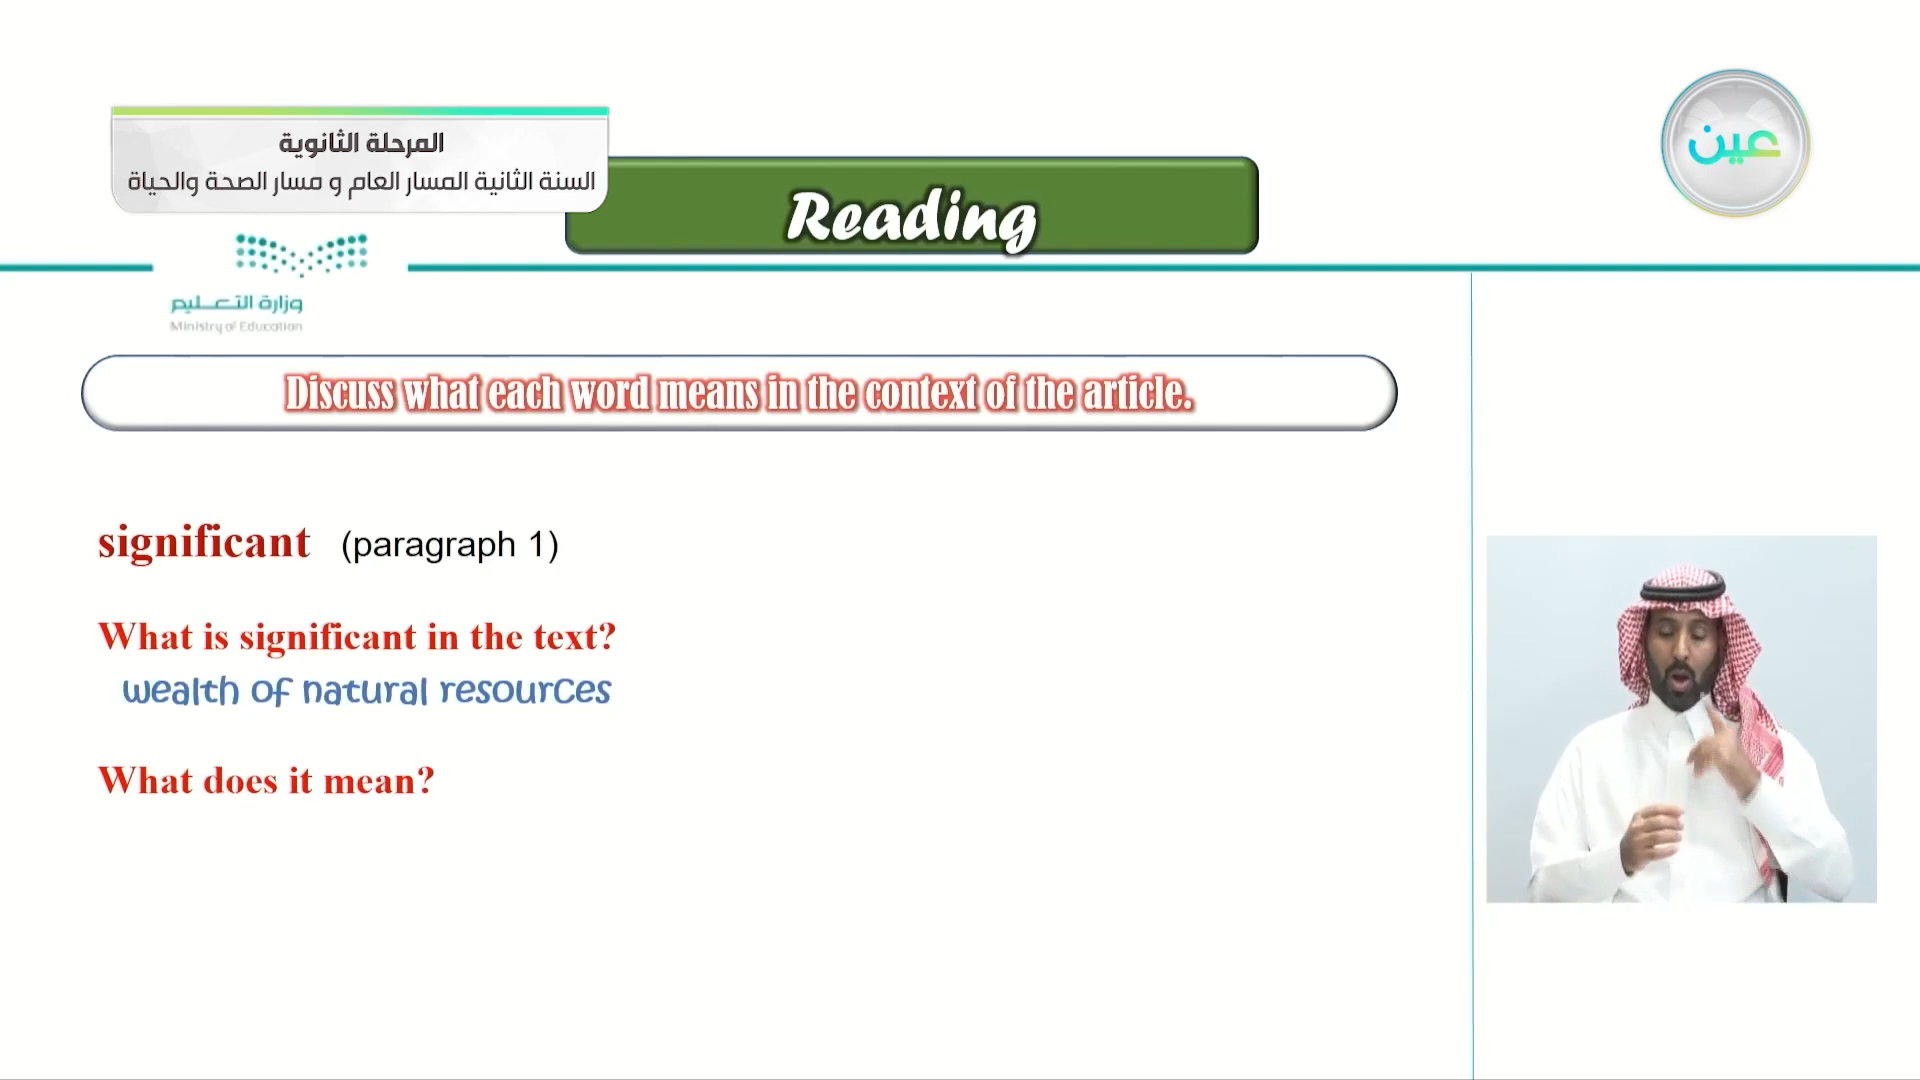 المرحلة الثانوية
السنة الثانية المسار العام و مسار الصحة والحياة
عين
Reading
وزارة التعليم
Ministry of Education
Discuss what each word means in the context of the article.
significant (paragraph 1)
What is significant in the text?
wealth of natural resources
What does it mean?